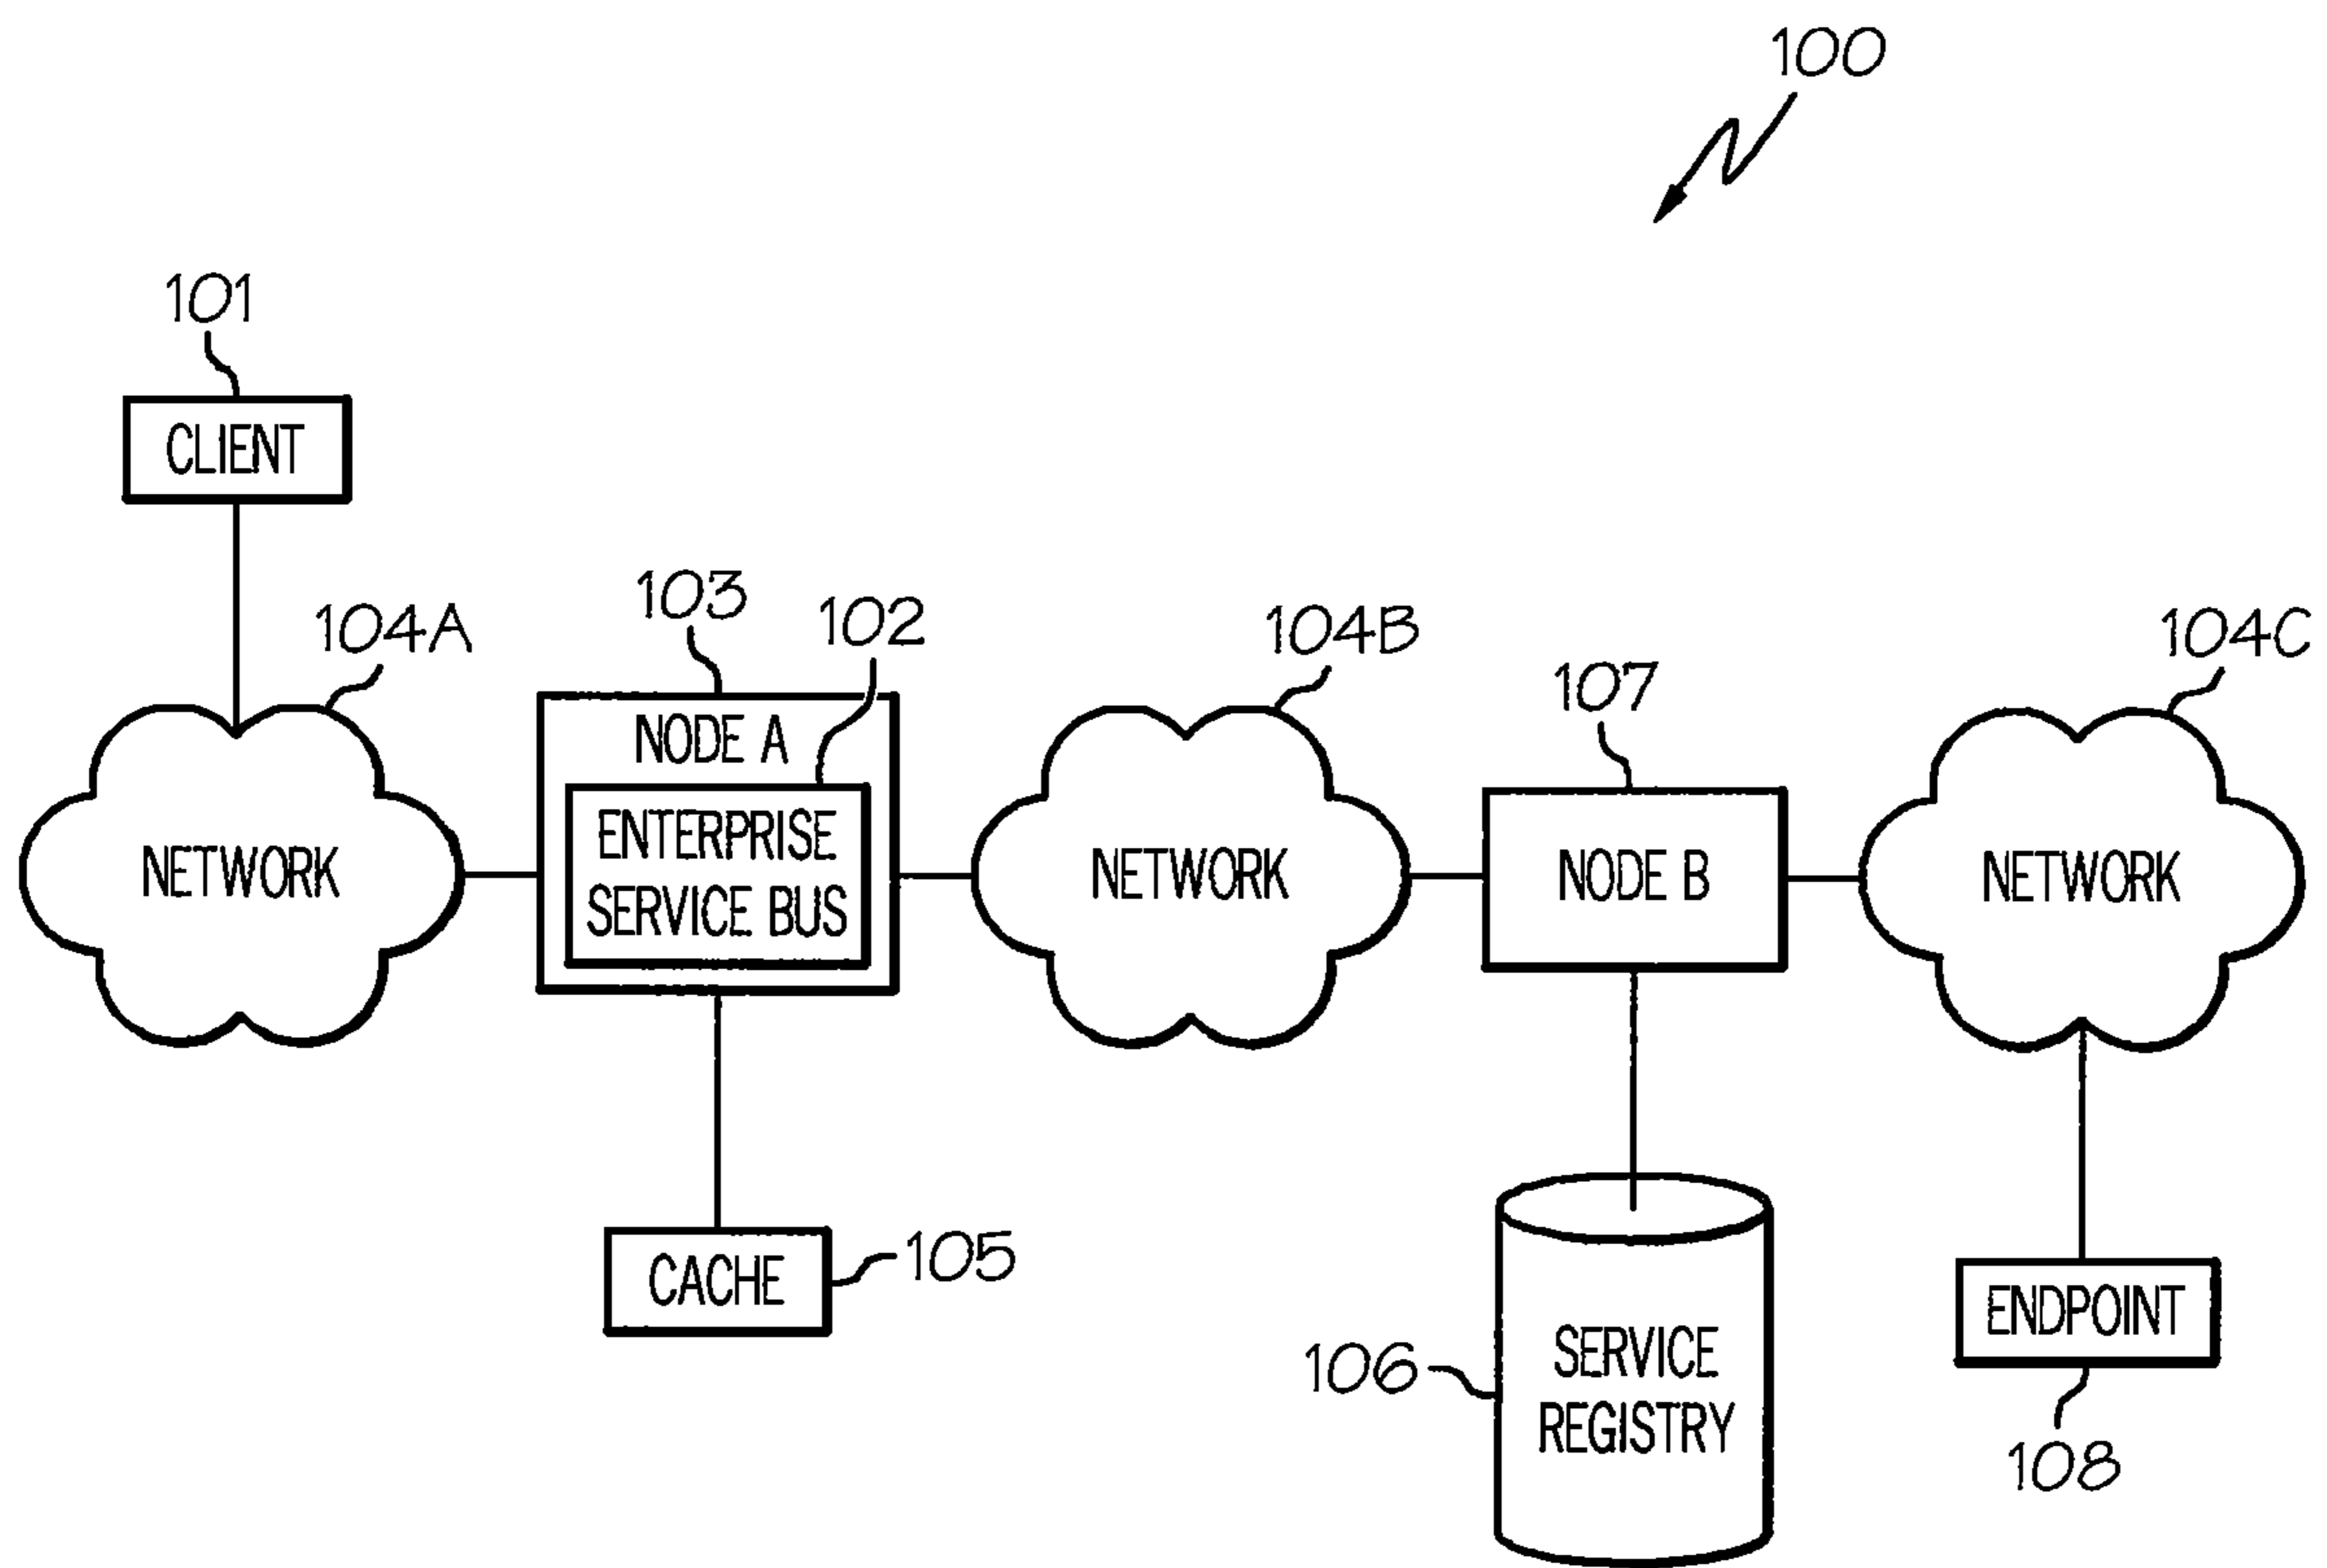 100
101
CLIENT
104A
103
102
104B
107
104C
NODE A
NETWORK
ENTERPRISE
SERVICE BUS
NETWORK
NODE B
NETWORK
CACHE
105
106
SERVICE
REGISTRY
ENDPOINT
108